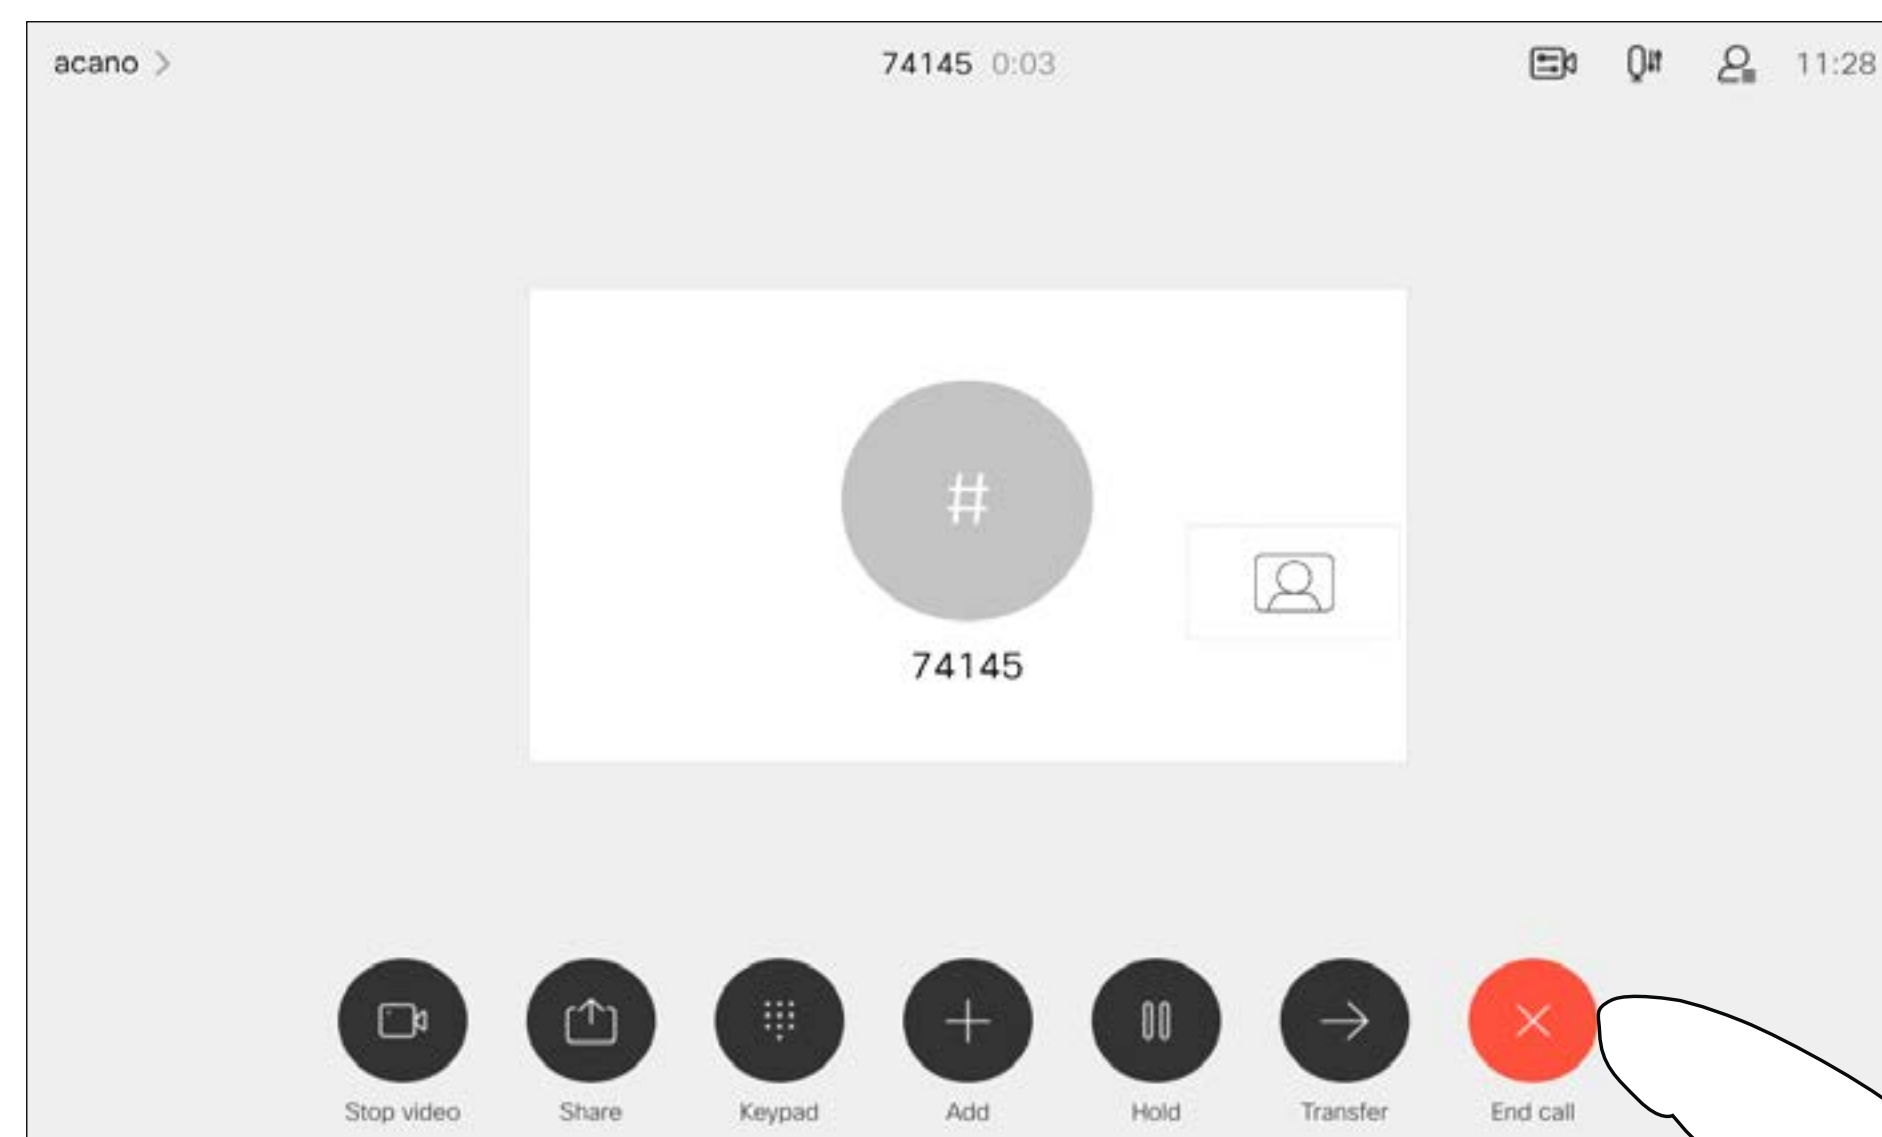 acano
74145 0:03
11:28
#
74145
Stop video
Share
Keypad
Add
Hold
Transfer
End call